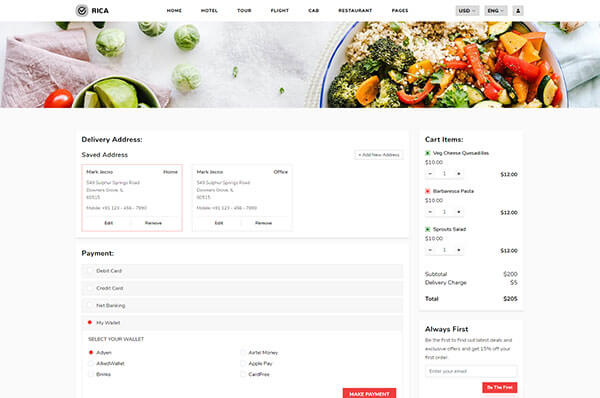 RICA
HOME HOTEL TOUR FLIGHT CAB RESTAURANT PAGES
USD ENG
Delivery Address:
Saved Address
+ Add New Address
Mark Jecno Home
549 Sulphur Springs Road
Downers Grove, IL
60515
Mobile: +91 123 - 456 - 7890
Edit Remove
Mark Jecno Office
549 Sulphur Springs Road
Downers Grove, IL
60515
Mobile: +91 123 - 456 - 7890
Edit Remove
Payment:
Debit Card
Credit Card
Net Banking
My Wallet
SELECT YOUR WALLET
Adyen Airtel Money
AlliedWallet Apple Pay
Brinks CardFree
MAKE PAYMENT
Cart Items:
Veg Cheese Quesadillas
$10.00
- 1 + $12.00
Barbaresca Pasta
$10.00
- 1 + $12.00
Sprouts Salad
$10.00
- 1 + $12.00
Subtotal $200
Delivery Charge $5
Total $205
Always First
Be the first to find out latest deals and
exclusive offers and get 15% off your
first order.
Enter your email
Be The First